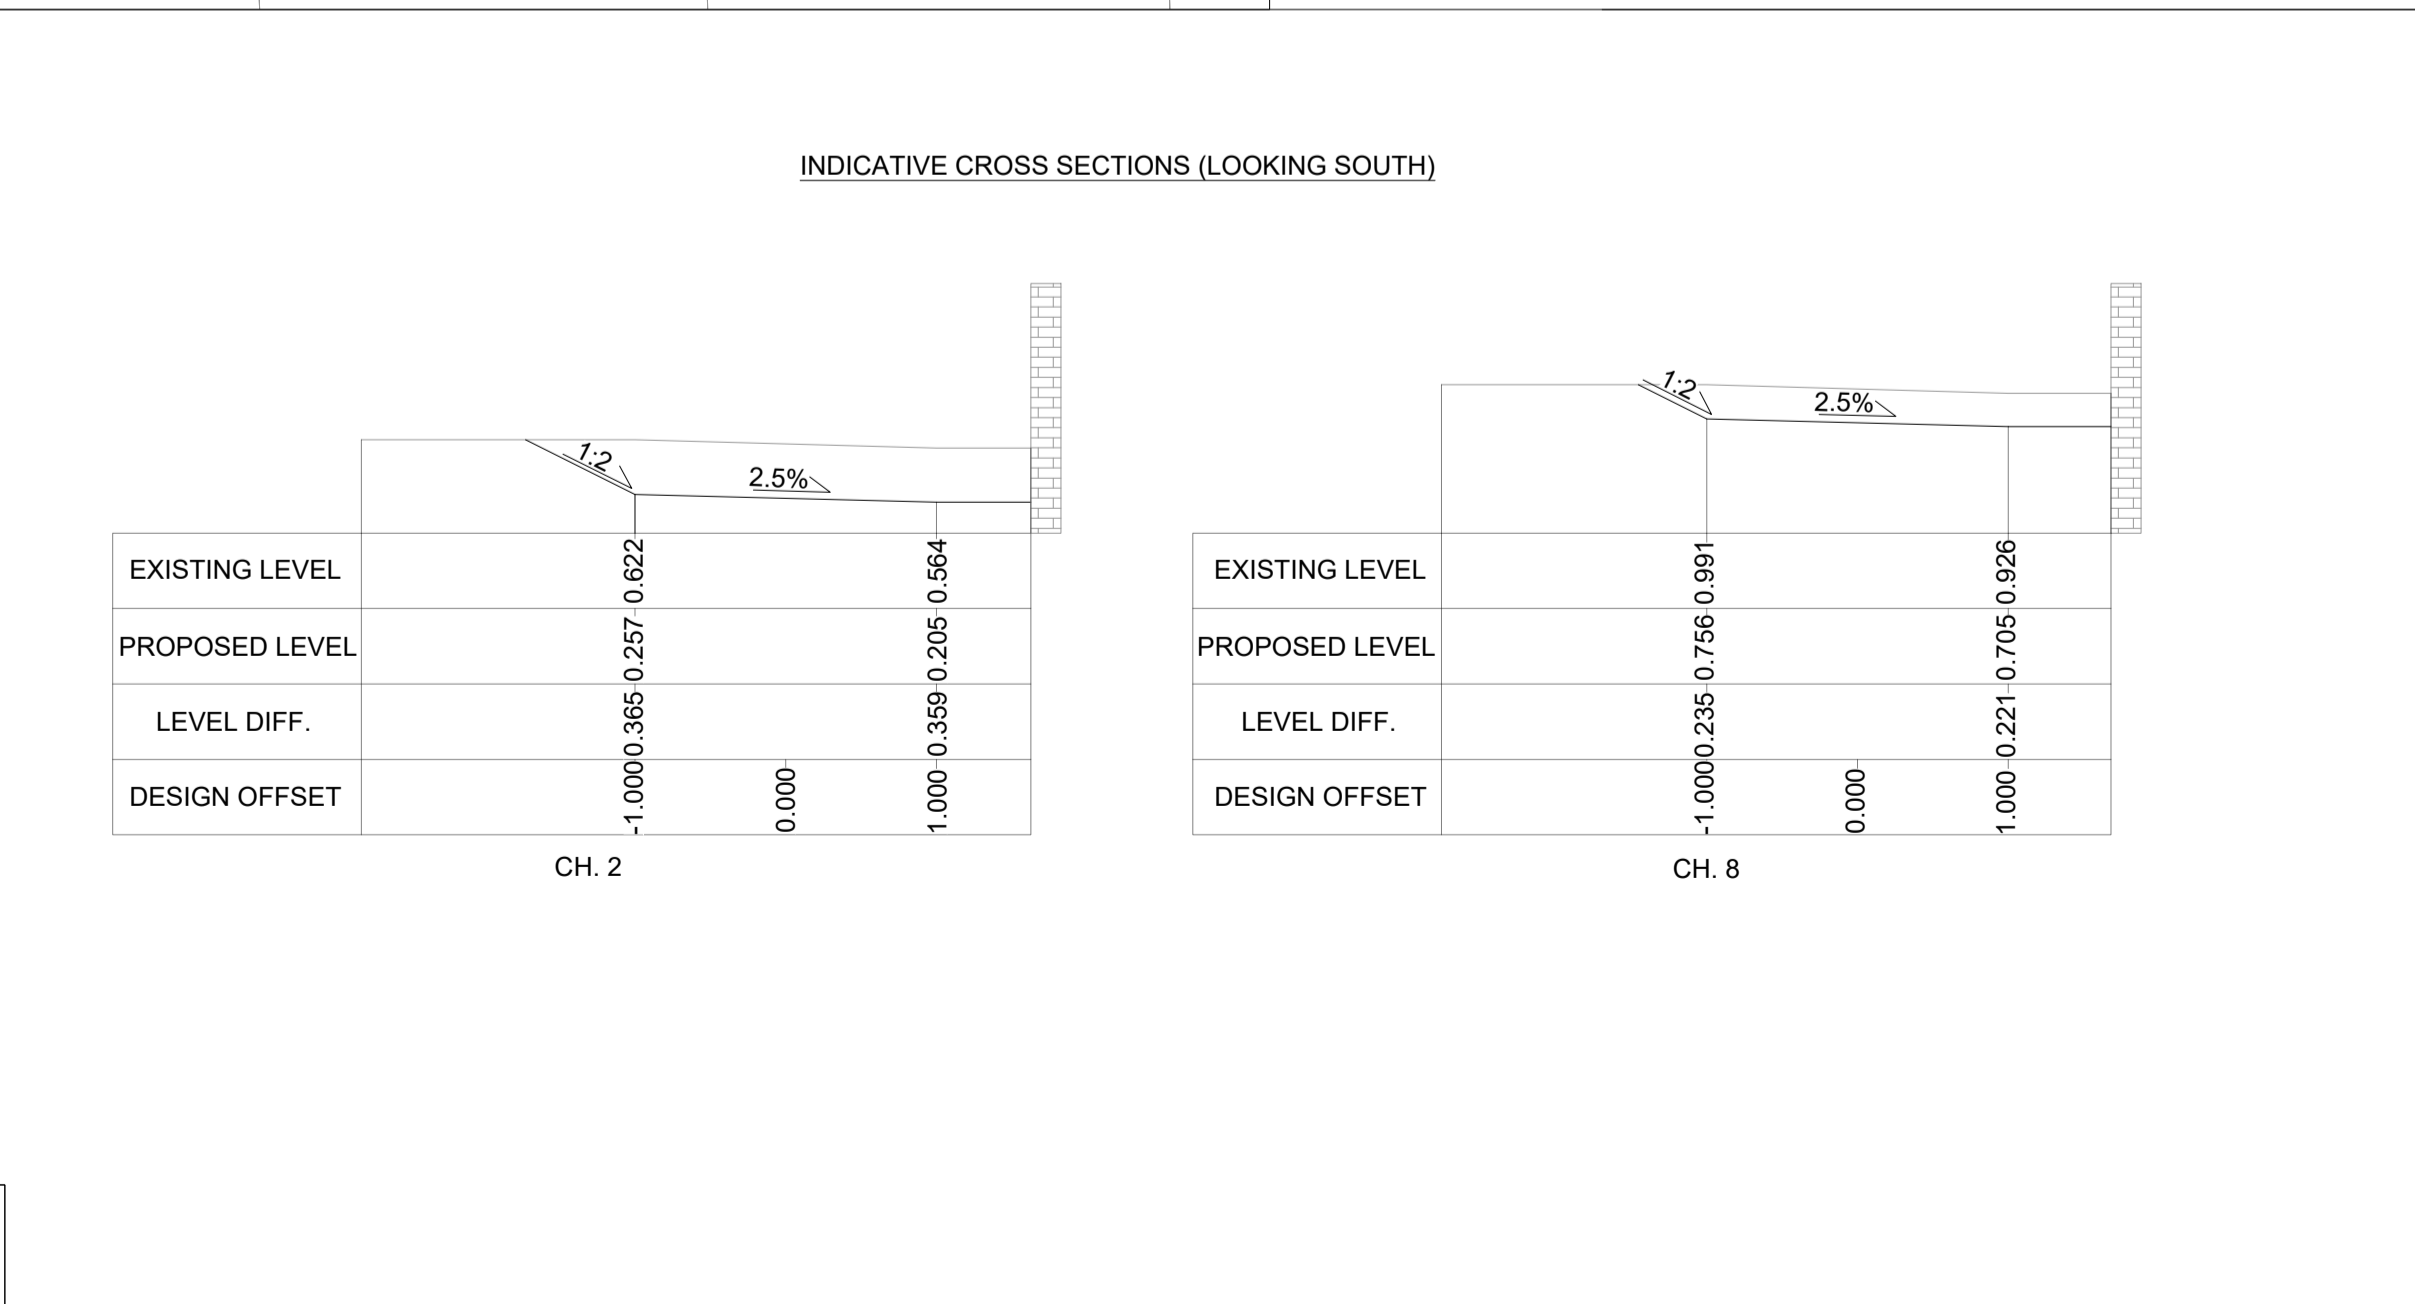 INDICATIVE CROSS SECTIONS (LOOKING SOUTH)
1:2
2.5%
EXISTING LEVEL 0.622 0.564
PROPOSED LEVEL 0.257 0.205
LEVEL DIFF. 0.365 0.359
DESIGN OFFSET -1.000 0.000 1.000
CH. 2
1:2
2.5%
EXISTING LEVEL 0.991 0.926
PROPOSED LEVEL 0.756 0.705
LEVEL DIFF. 0.235 0.221
DESIGN OFFSET -1.000 0.000 1.000
CH. 8